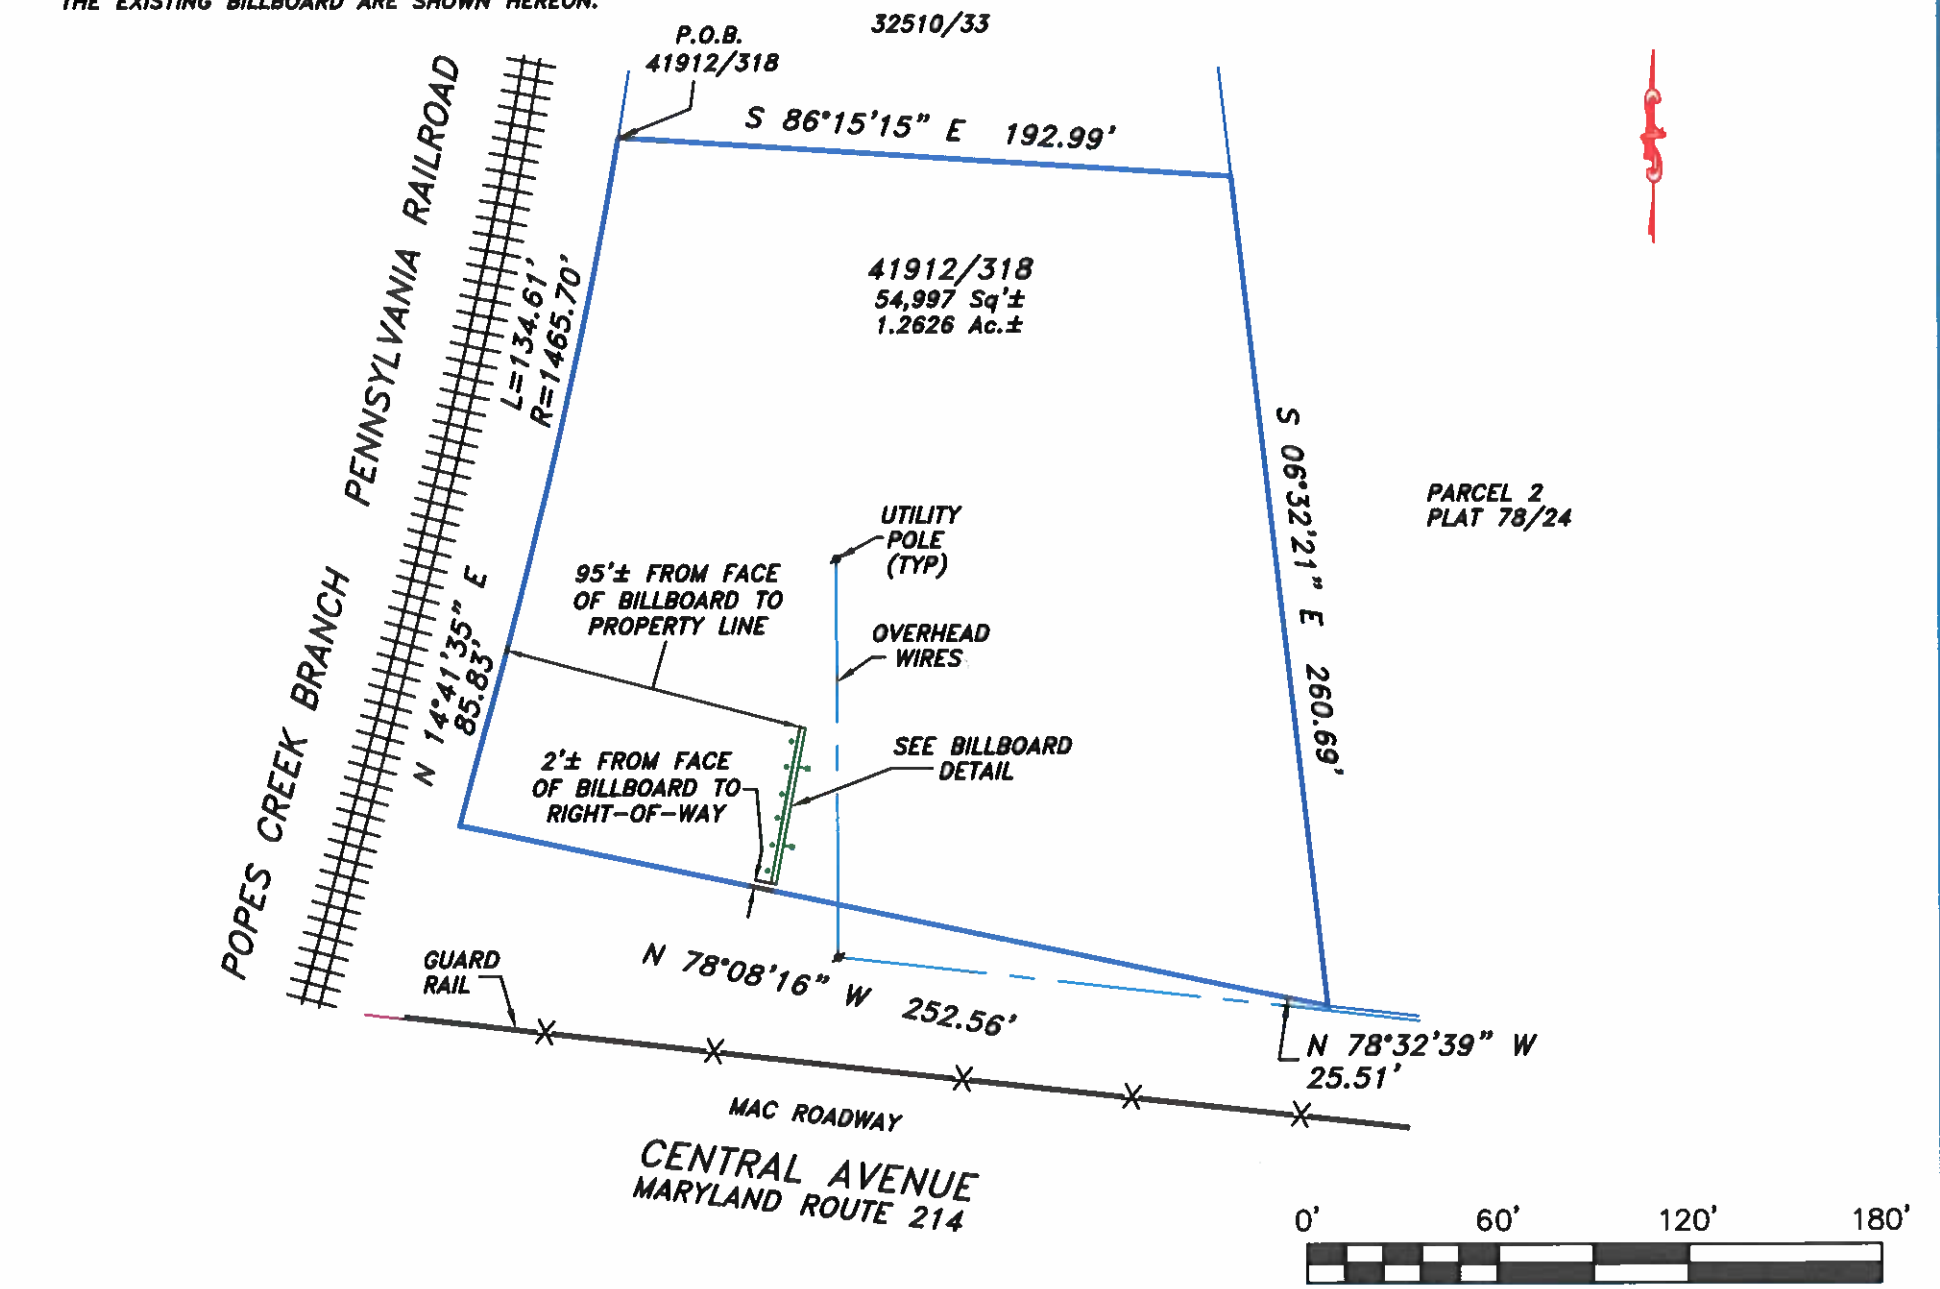 THE EXISTING BILLBOARD ARE SHOWN HEREON.
32510/33
P.O.B.
41912/318
S 86°15'15" E 192.99'
PENNSYLVANIA RAILROAD
L=134.61'
R=1465.70'
41912/318
54,997 Sq'±
1.2626 Ac.±
S 06°32'21" E 260.69'
PARCEL 2
PLAT 78/24
UTILITY
POLE
(TYP)
95'± FROM FACE
OF BILLBOARD TO
PROPERTY LINE
OVERHEAD
WIRES
N 14°41'35" E
85.83'
POPES CREEK BRANCH
2'± FROM FACE
OF BILLBOARD TO
RIGHT-OF-WAY
SEE BILLBOARD
DETAIL
GUARD
RAIL
N 78°08'16" W 252.56'
N 78°32'39" W
25.51'
MAC ROADWAY
CENTRAL AVENUE
MARYLAND ROUTE 214
0' 60' 120' 180'